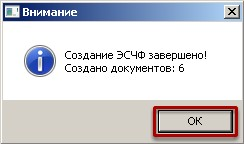 Внимание
Создание ЭСЧФ завершено!
Создано документов: 6
OK